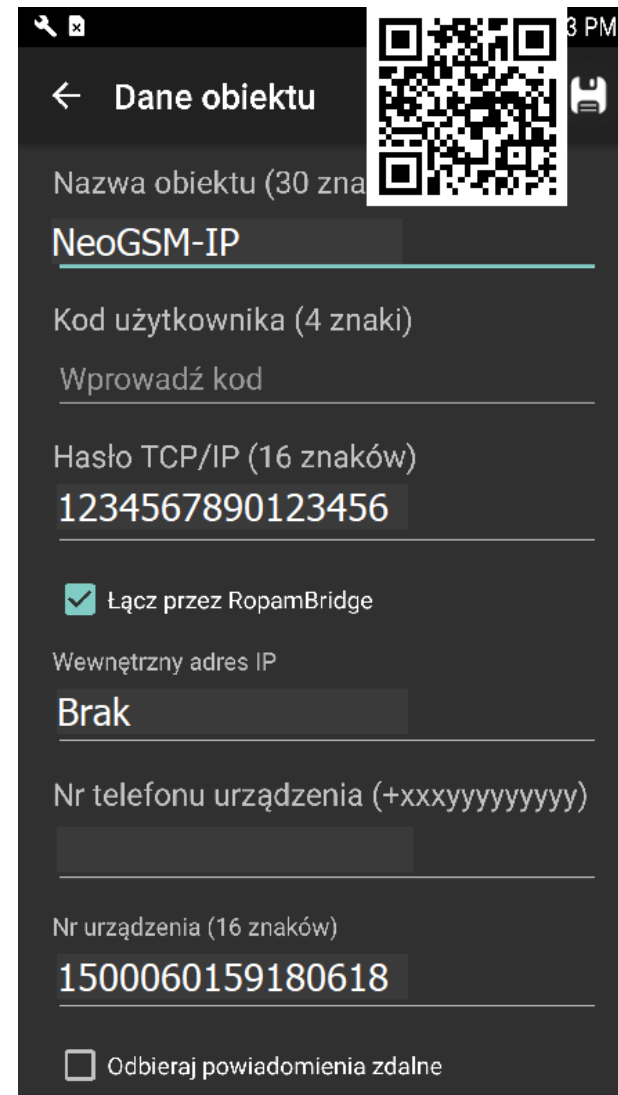 3 PM
Dane obiektu
Nazwa obiektu (30 zna
NeoGSM-IP
Kod użytkownika (4 znaki)
Wprowadź kod
Hasło TCP/IP (16 znaków)
1234567890123456
Łącz przez RopamBridge
Wewnętrzny adres IP
Brak
Nr telefonu urządzenia (+xxxyyyyyyyyy)
Nr urządzenia (16 znaków)
1500060159180618
Odbieraj powiadomienia zdalne